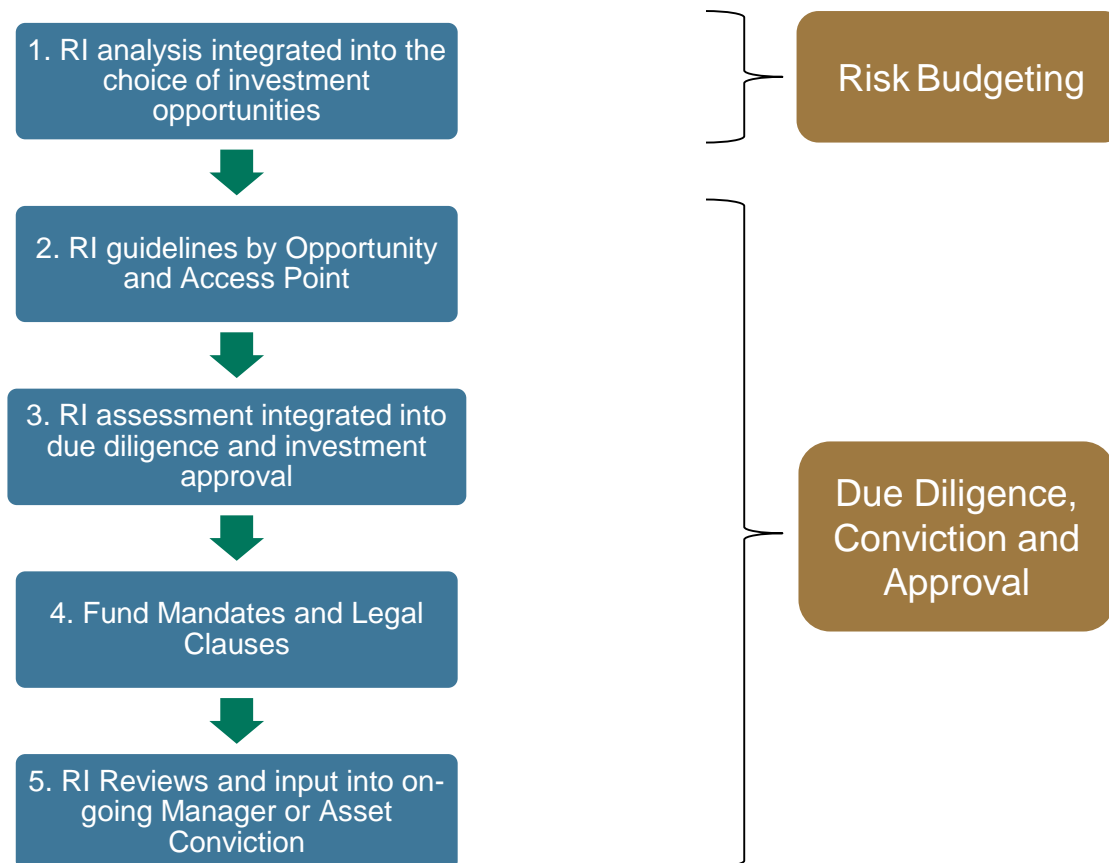 1. RI analysis integrated into the
choice of investment
opportunities
Risk Budgeting
2. RI guidelines by Opportunity
and Access Point
3. RI assessment integrated into
due diligence and investment
approval
Due Diligence,
Conviction and
Approval
4. Fund Mandates and Legal
Clauses
5. RI Reviews and input into on-
going Manager or Asset
Conviction